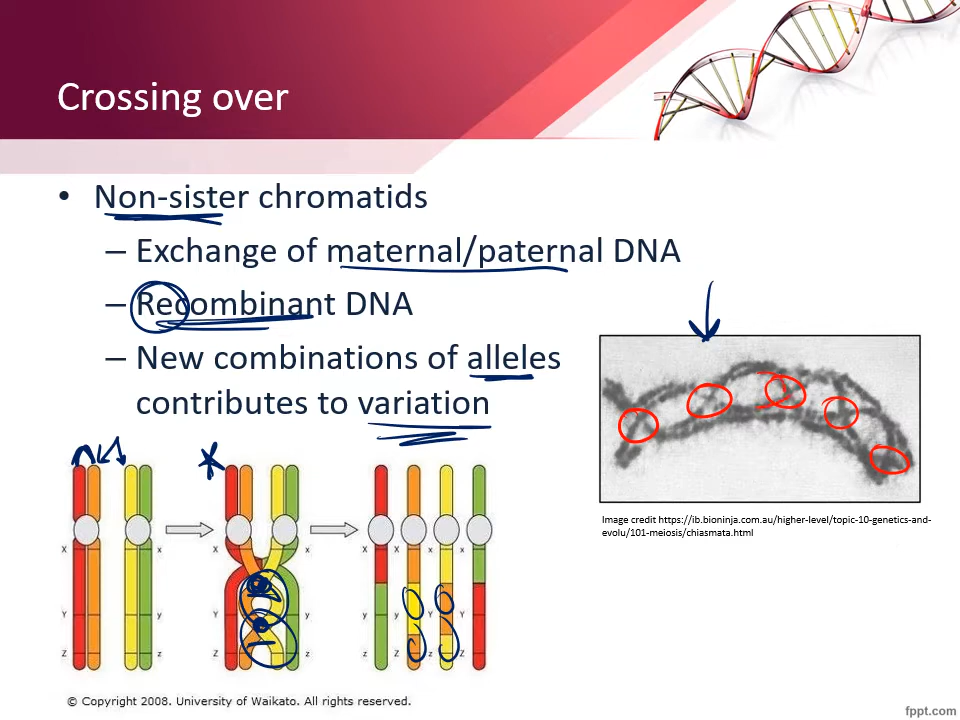 Crossing over
• Non-sister chromatids
– Exchange of maternal/paternal DNA
– Recombinant DNA
– New combinations of alleles
contributes to variation
Image credit https://ib.bioninja.com.au/higher-level/topic-10-genetics-and-
evolu/101-meiosis/chiasmata.html
X x X x X X x x
Y y Y y Y y Y y
Z z Z z Z Z z z
© Copyright 2008. University of Waikato. All rights reserved.
fppt.com